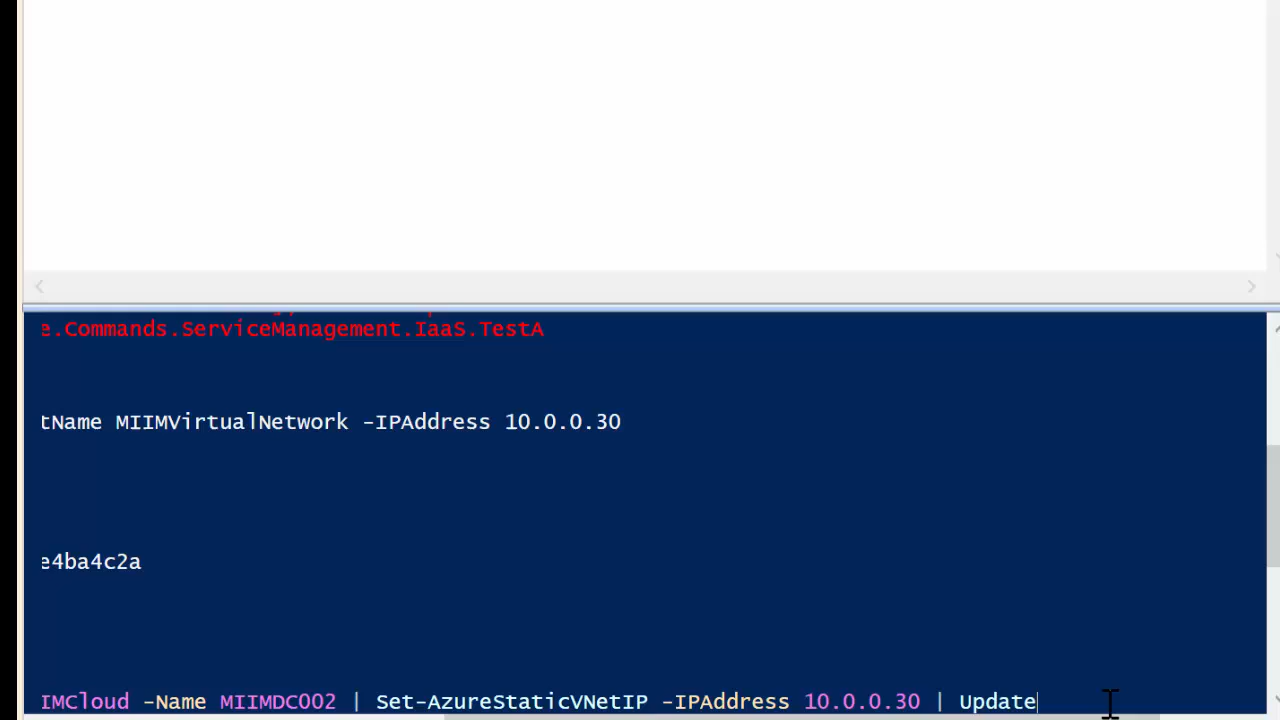 e.Commands.ServiceManagement.IaaS.TestA
tName MIIMVirtualNetwork -IPAddress 10.0.0.30
e4ba4c2a
IMCloud -Name MIIMDC002 | Set-AzureStaticVNetIP -IPAddress 10.0.0.30 | Update